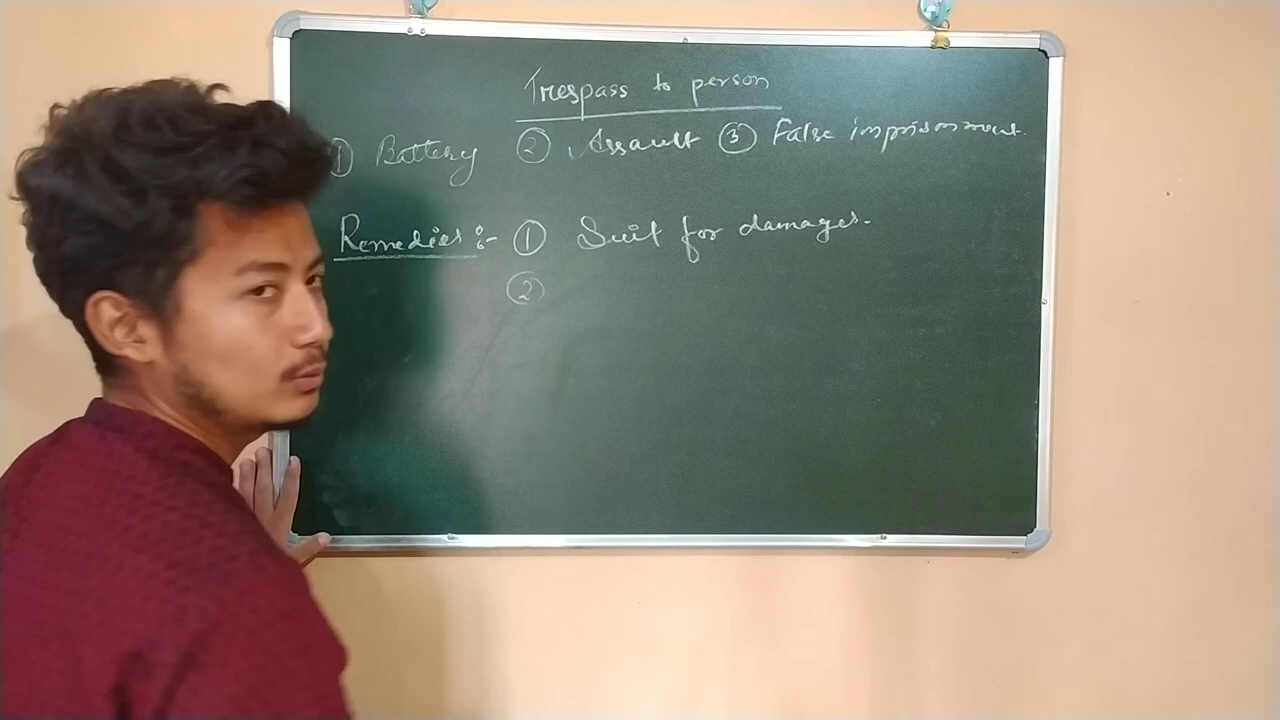 Trespass to person
① Battery ② Assault ③ False imprisonment.
Remedies :- ① Suit for damages.
②